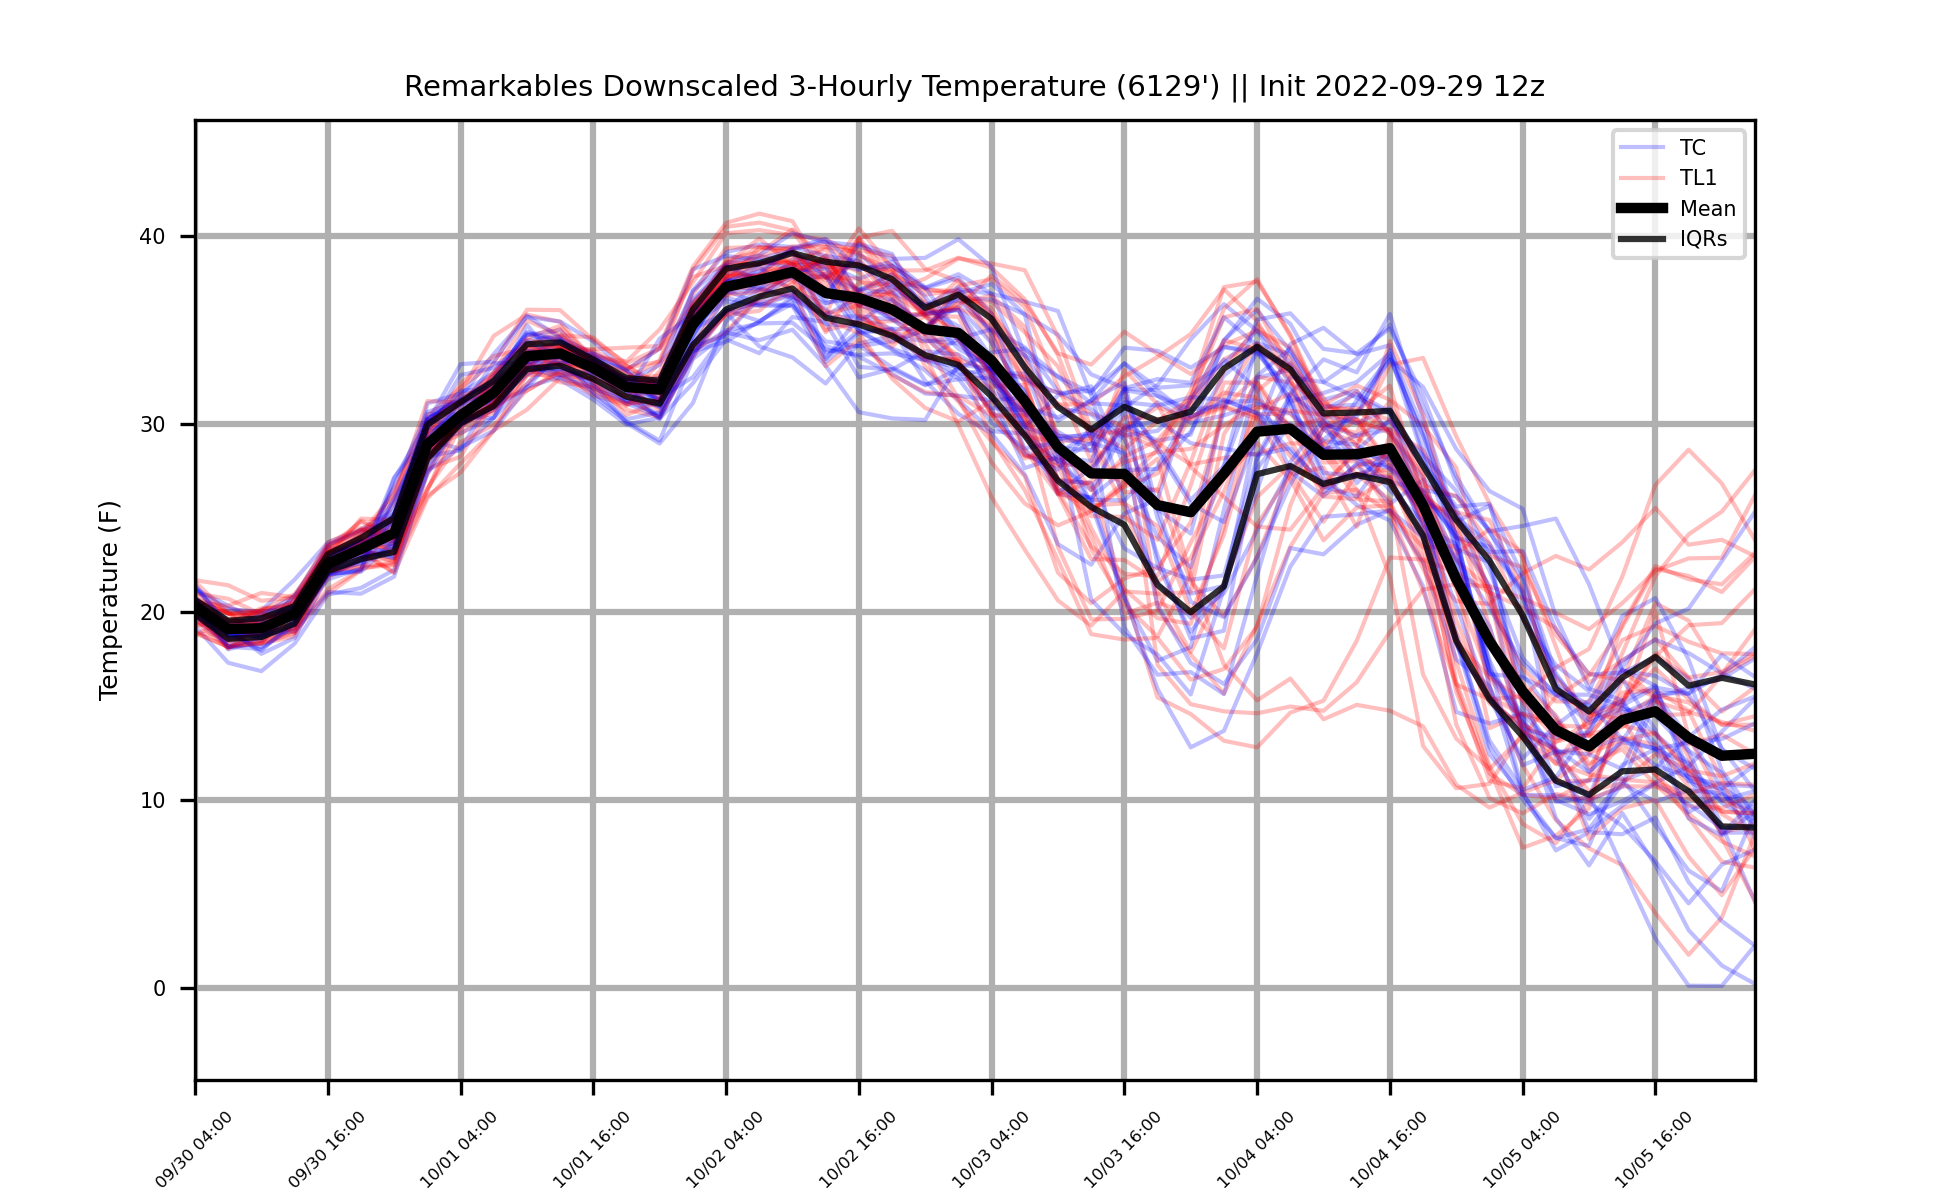 Remarkables Downscaled 3-Hourly Temperature (6129') || Init 2022-09-29 12z
TC
TL1
Mean
IQRs
Temperature (F)
40
30
20
10
0
09/30 04:00
09/30 16:00
10/01 04:00
10/01 16:00
10/02 04:00
10/02 16:00
10/03 04:00
10/03 16:00
10/04 04:00
10/04 16:00
10/05 04:00
10/05 16:00